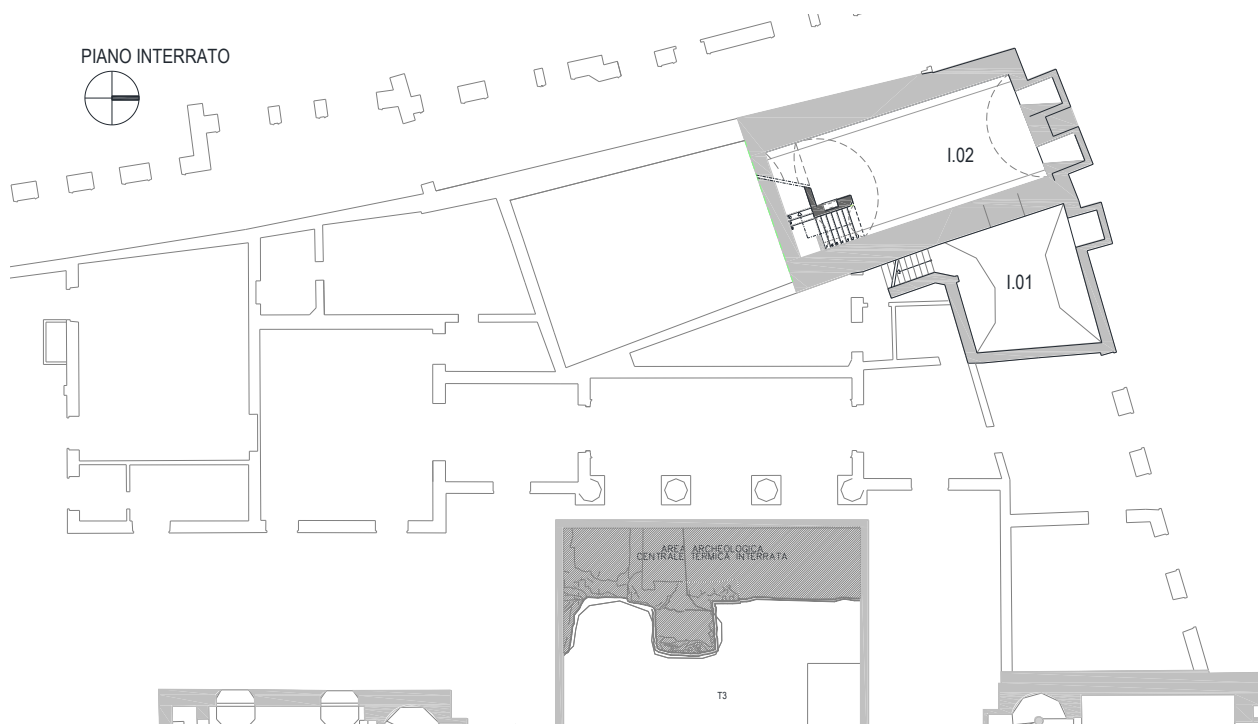 PIANO INTERRATO
I.02
I.01
AREA ARCHEOLOGICA
CENTRALE TERMICA INTERRATA
T3